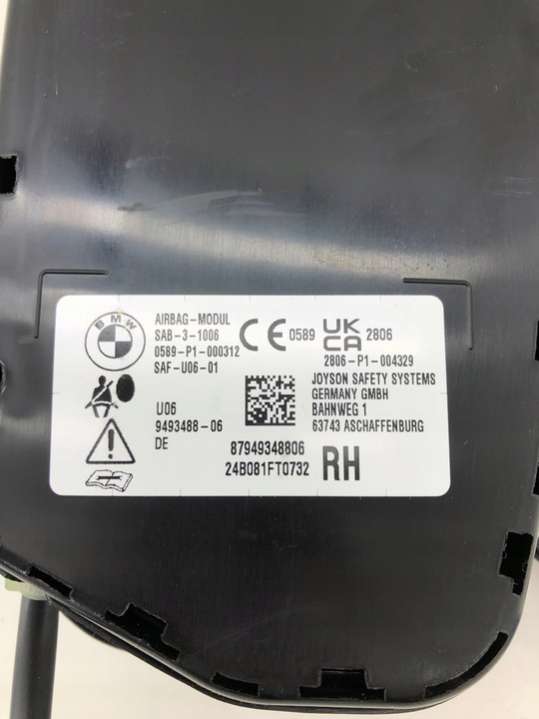 BMW
AIRBAG-MODUL
SAB-3-1006
0589-P1-000312
SAF-U06-01
CE 0589
UK CA 2806
2806-P1-004329
JOYSON SAFETY SYSTEMS
GERMANY GMBH
BAHNWEG 1
63743 ASCHAFFENBURG
U06
9493488-06
DE
87949348806
24B081FT0732
RH